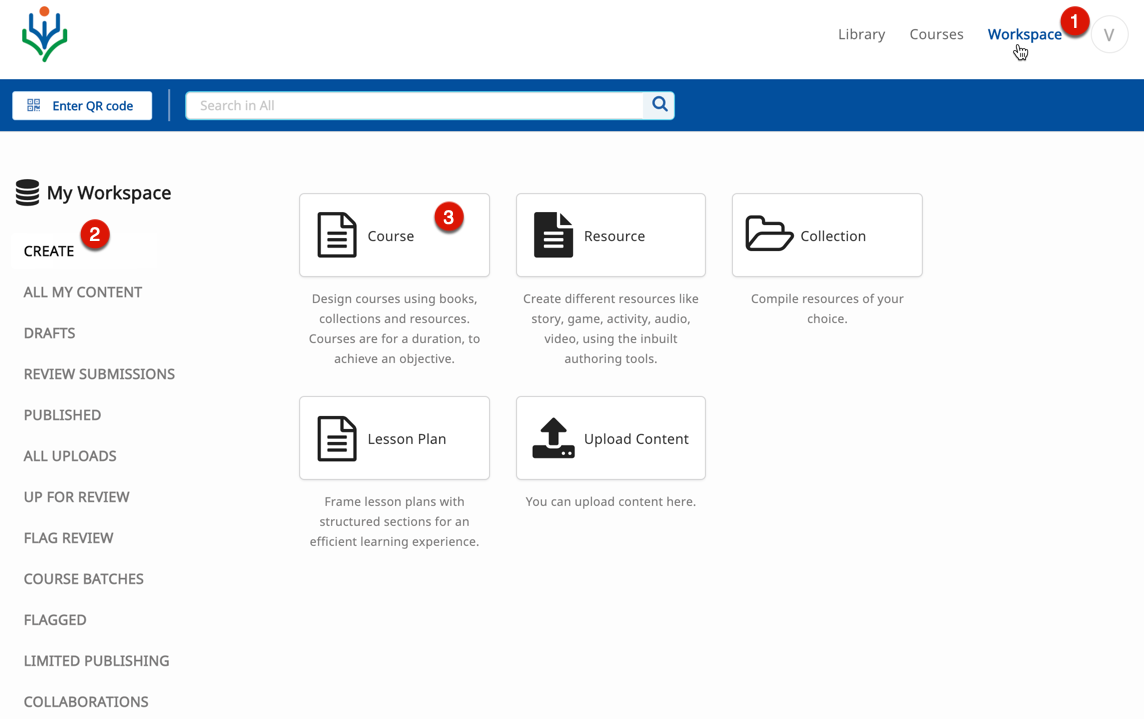 Library Courses Workspace 1 V
Enter QR code Search in All
My Workspace
2
CREATE
ALL MY CONTENT
DRAFTS
REVIEW SUBMISSIONS
PUBLISHED
ALL UPLOADS
UP FOR REVIEW
FLAG REVIEW
COURSE BATCHES
FLAGGED
LIMITED PUBLISHING
COLLABORATIONS
Course 3
Design courses using books,
collections and resources.
Courses are for a duration, to
achieve an objective.
Resource
Create different resources like
story, game, activity, audio,
video, using the inbuilt
authoring tools.
Collection
Compile resources of your
choice.
Lesson Plan
Frame lesson plans with
structured sections for an
efficient learning experience.
Upload Content
You can upload content here.